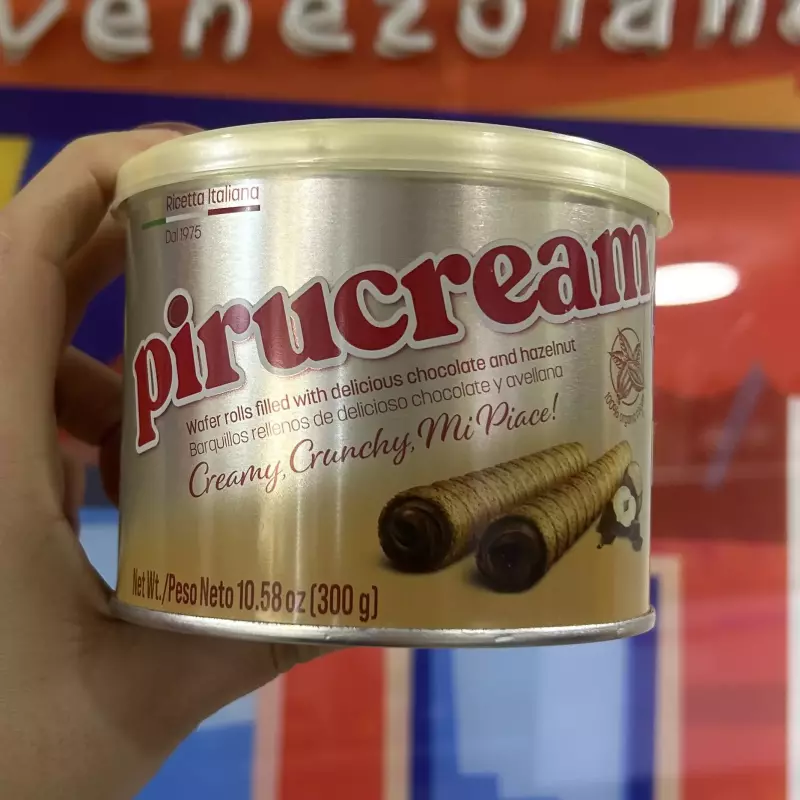 venezolana
Ricetta Italiana
Dal 1975
pirucream
Wafer rolls filled with delicious chocolate and hazelnut
Barquillos rellenos de delicioso chocolate y avellana
Creamy, Crunchy, Mi Piace!
Net Wt./Peso Neto 10.58 oz (300 g)
100%